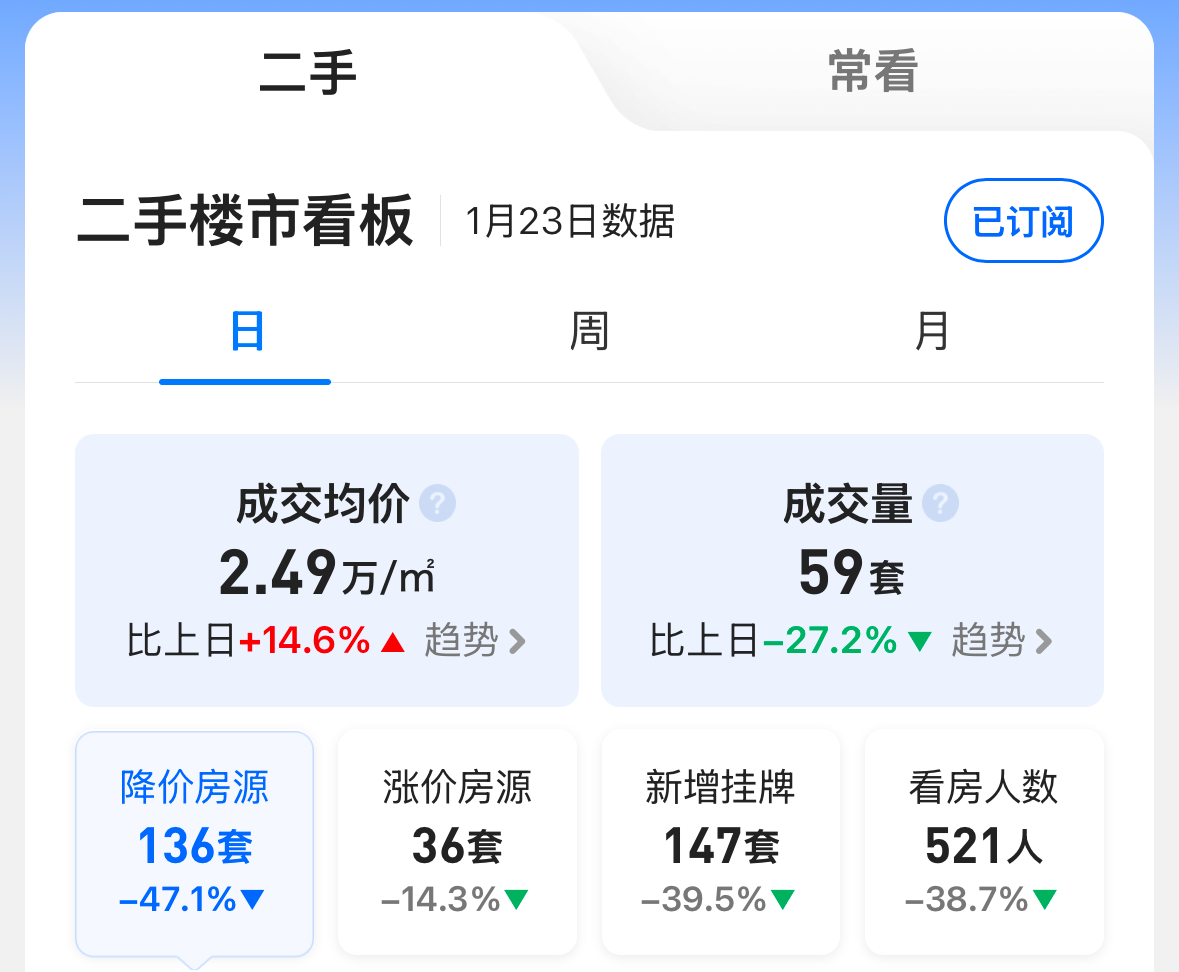 二手 常看
二手楼市看板 1月23日数据 已订阅
日 周 月
成交均价 ? 成交量 ?
2.49万/㎡ 59套
比上日+14.6%▲ 趋势 > 比上日-27.2%▼ 趋势 >
降价房源 涨价房源 新增挂牌 看房人数
136套 36套 147套 521人
-47.1%▼ -14.3%▼ -39.5%▼ -38.7%▼